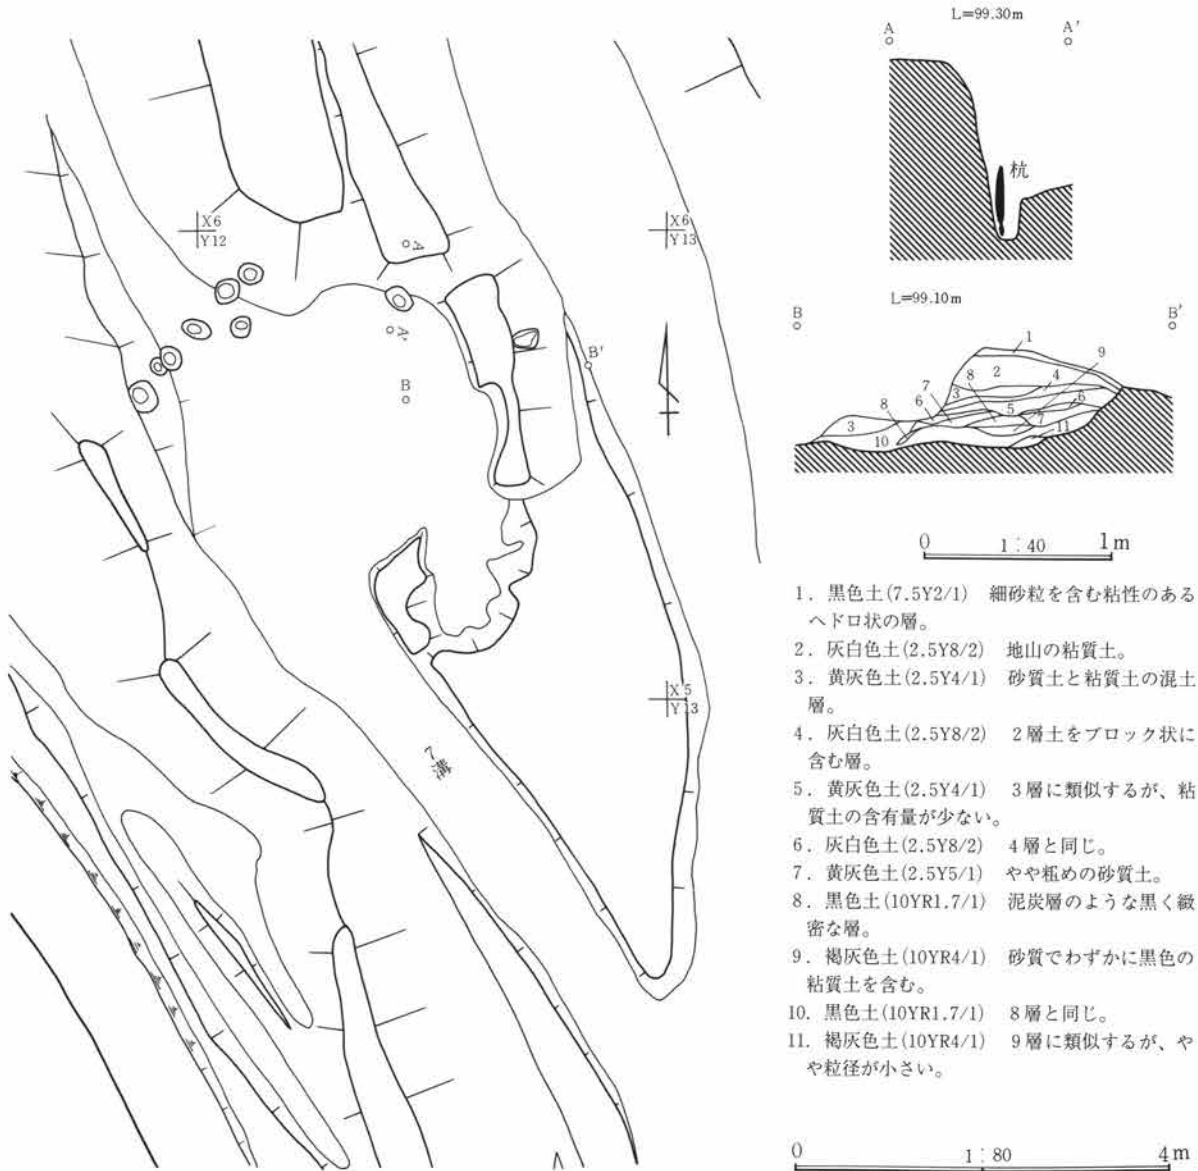 L=99.30m
A A'
杭
X6
Y12
X6
Y13
A
A'
B
B'
L=99.10m
B B'
1
9
8 2 4
7 3
6 6
8 5
7
3 11
10
0 1:40 1m
X5
Y13
7溝
1. 黒色土(7.5Y2/1) 細砂粒を含む粘性のある
ヘドロ状の層。
2. 灰白色土(2.5Y8/2) 地山の粘質土。
3. 黄灰色土(2.5Y4/1) 砂質土と粘質土の混土
層。
4. 灰白色土(2.5Y8/2) 2層土をブロック状に
含む層。
5. 黄灰色土(2.5Y4/1) 3層に類似するが、粘
質土の含有量が少ない。
6. 灰白色土(2.5Y8/2) 4層と同じ。
7. 黄灰色土(2.5Y5/1) やや粗めの砂質土。
8. 黒色土(10YR1.7/1) 泥炭層のような黒く緻
密な層。
9. 褐灰色土(10YR4/1) 砂質でわずかに黒色の
粘質土を含む。
10. 黒色土(10YR1.7/1) 8層と同じ。
11. 褐灰色土(10YR4/1) 9層に類似するが、や
や粒径が小さい。
0 1:80 4m